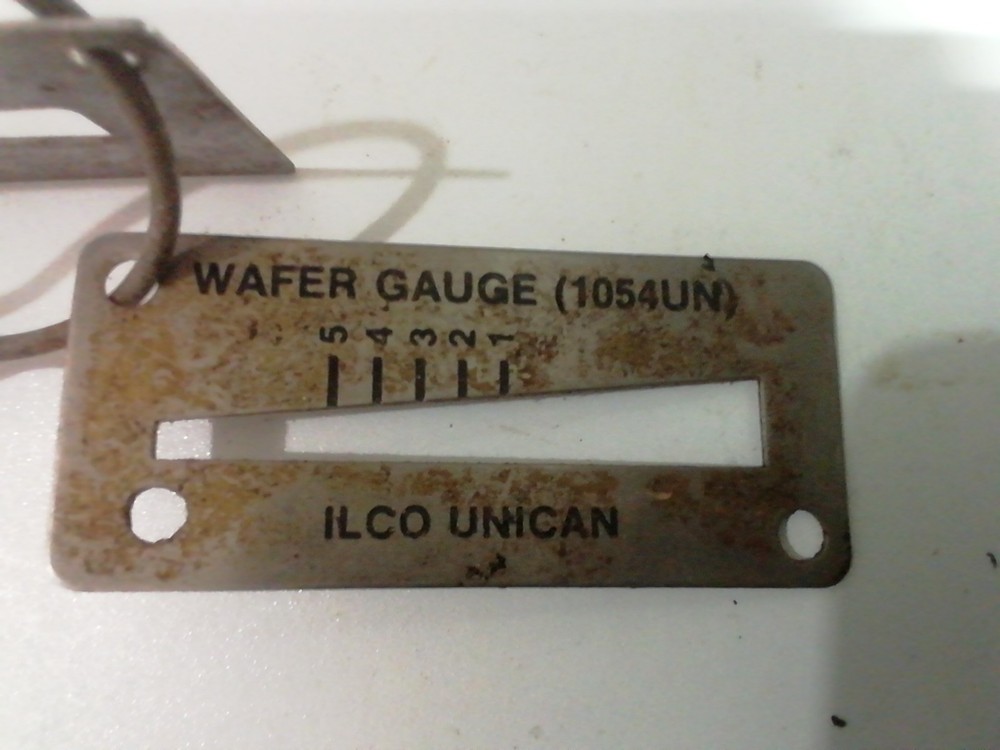 WAFER GAUGE (1054UN)
5 4 3 2 1
ILCO UNICAN